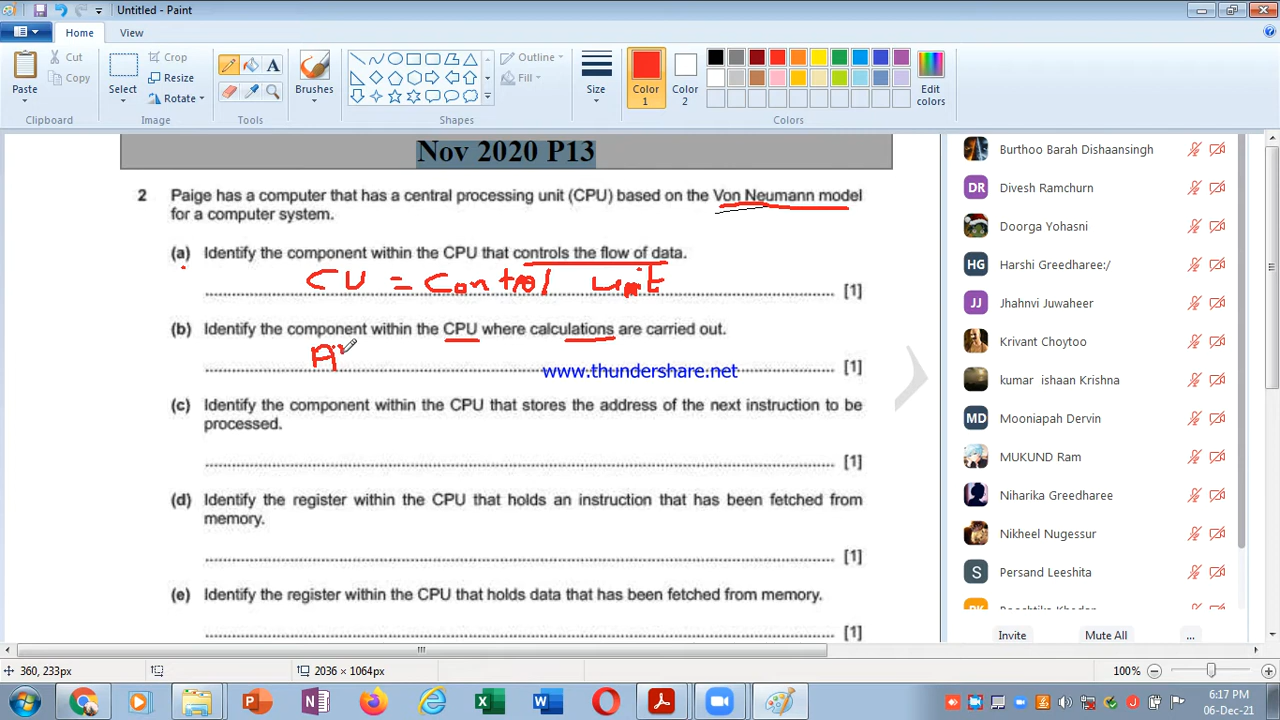 Untitled - Paint
Home
View
Paste
Cut
Copy
Clipboard
Select
Crop
Resize
Rotate
Image
Tools
Brushes
Shapes
Outline
Fill
Size
Color 1
Color 2
Edit colors
Colors
Nov 2020 P13
2 Paige has a computer that has a central processing unit (CPU) based on the Von Neumann model
for a computer system.
(a) Identify the component within the CPU that controls the flow of data.
CU = Control unit
[1]
(b) Identify the component within the CPU where calculations are carried out.
A
www.thundershare.net
[1]
(c) Identify the component within the CPU that stores the address of the next instruction to be
processed.
[1]
(d) Identify the register within the CPU that holds an instruction that has been fetched from
memory.
[1]
(e) Identify the register within the CPU that holds data that has been fetched from memory.
[1]
Burthoo Barah Dishaansingh
DR Divesh Ramchurn
Doorga Yohasni
HG Harshi Greedharee:/
JJ Jhahnvi Juwaheer
Krivant Choytoo
kumar ishaan Krishna
MD Mooniapah Dervin
MUKUND Ram
Niharika Greedharee
Nikheel Nugessur
S Persand Leeshita
Invite
Mute All
...
360, 233px
2036 × 1064px
100%
6:17 PM
06-Dec-21